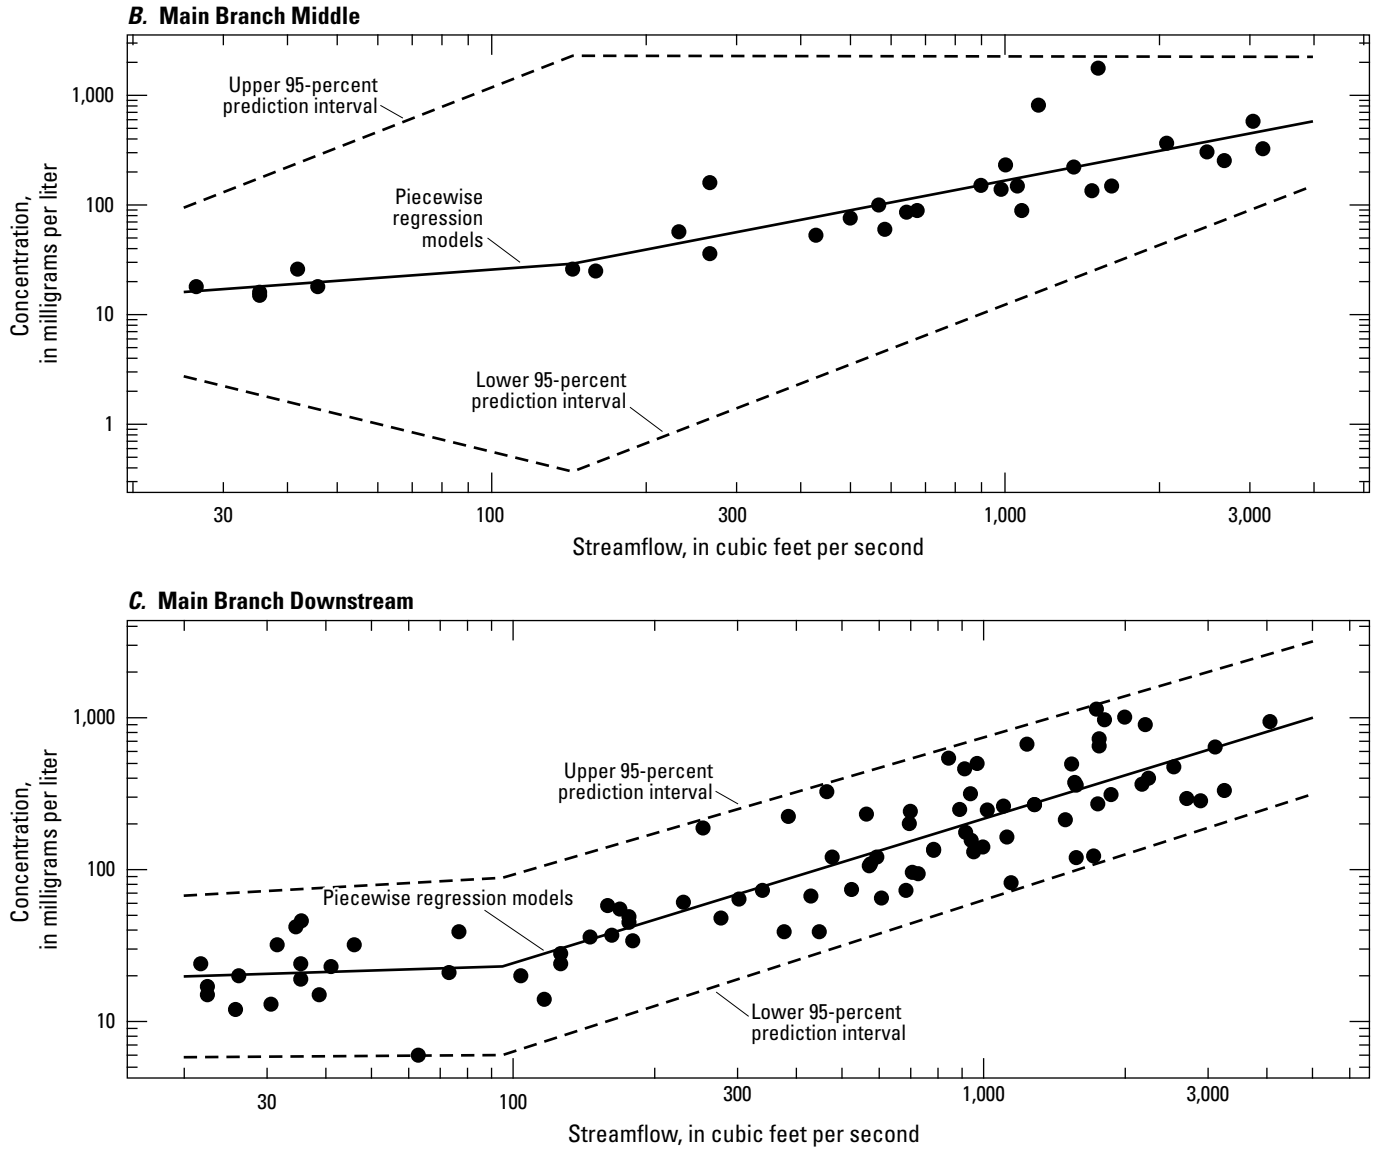 B. Main Branch Middle
Upper 95-percent
prediction interval
1,000
Piecewise
regression
models
100
10
Lower 95-percent
prediction interval
1
Concentration,
in milligrams per liter
30
100
300
1,000
3,000
Streamflow, in cubic feet per second
C. Main Branch Downstream
1,000
Upper 95-percent
prediction interval
100
Piecewise regression models
Lower 95-percent
prediction interval
10
Concentration,
in milligrams per liter
30
100
300
1,000
3,000
Streamflow, in cubic feet per second